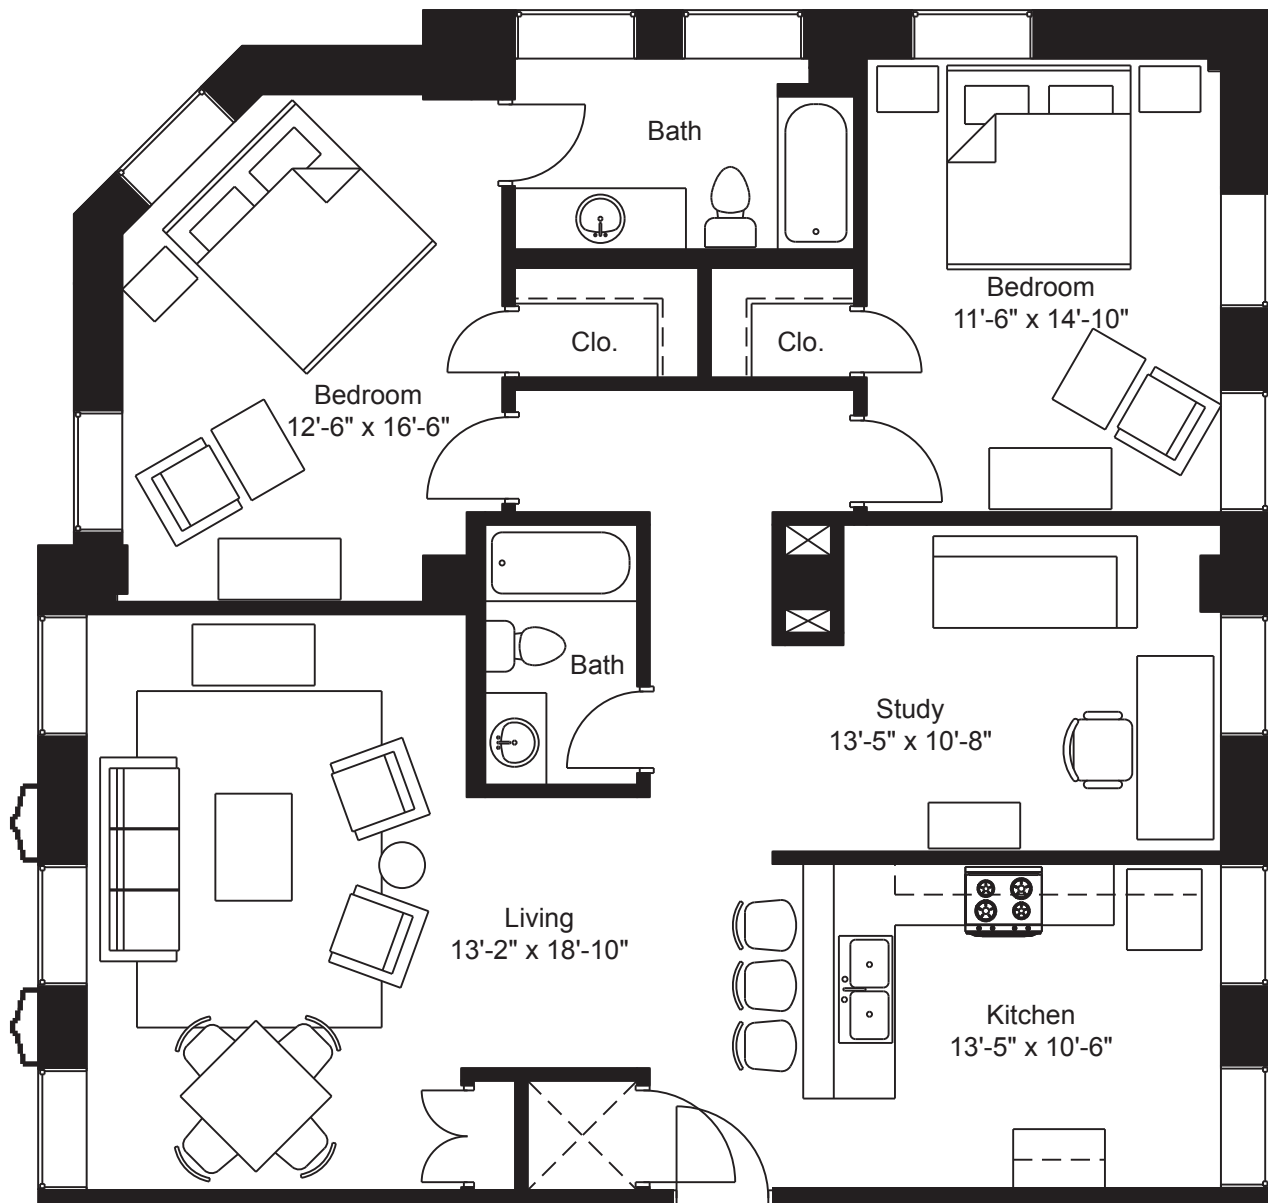 Bath
Bedroom
11'-6" x 14'-10"
Clo.
Clo.
Bedroom
12'-6" x 16'-6"
Bath
Study
13'-5" x 10'-8"
Living
13'-2" x 18'-10"
Kitchen
13'-5" x 10'-6"